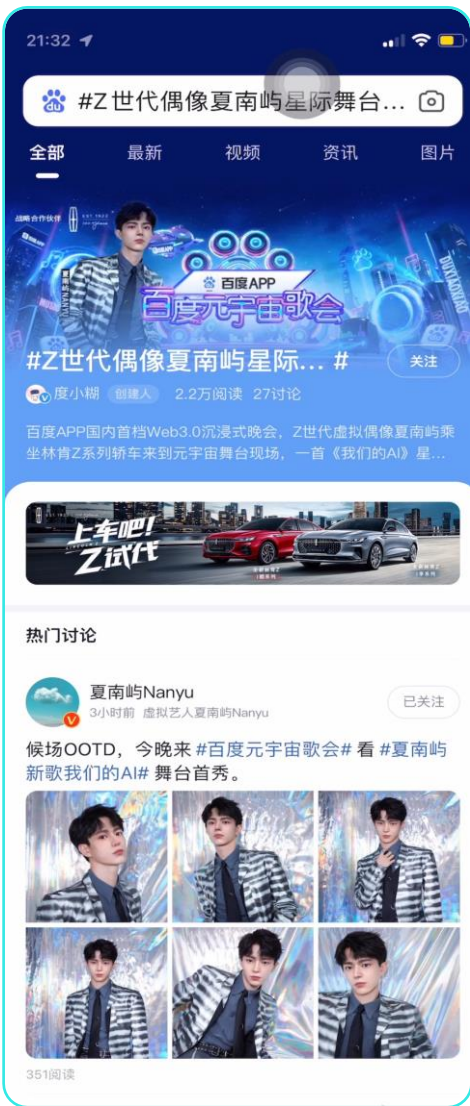 21:32
#Z世代偶像夏南屿星际舞台...
全部 最新 视频 资讯 图片
战略合作伙伴
夏南屿NANYU
百度APP
百度元宇宙歌会
#Z世代偶像夏南屿星际... #
关注
度小糊 创建人 2.2万阅读 27讨论
百度APP国内首档Web3.0沉浸式晚会，Z世代虚拟偶像夏南屿乘
坐林肯Z系列轿车来到元宇宙舞台现场，一首《我们的AI》星...
上车吧!
Z试代
热门讨论
夏南屿Nanyu
3小时前 虚拟艺人夏南屿Nanyu
已关注
候场OOTD，今晚来 #百度元宇宙歌会# 看 #夏南屿
新歌我们的AI# 舞台首秀。
351阅读